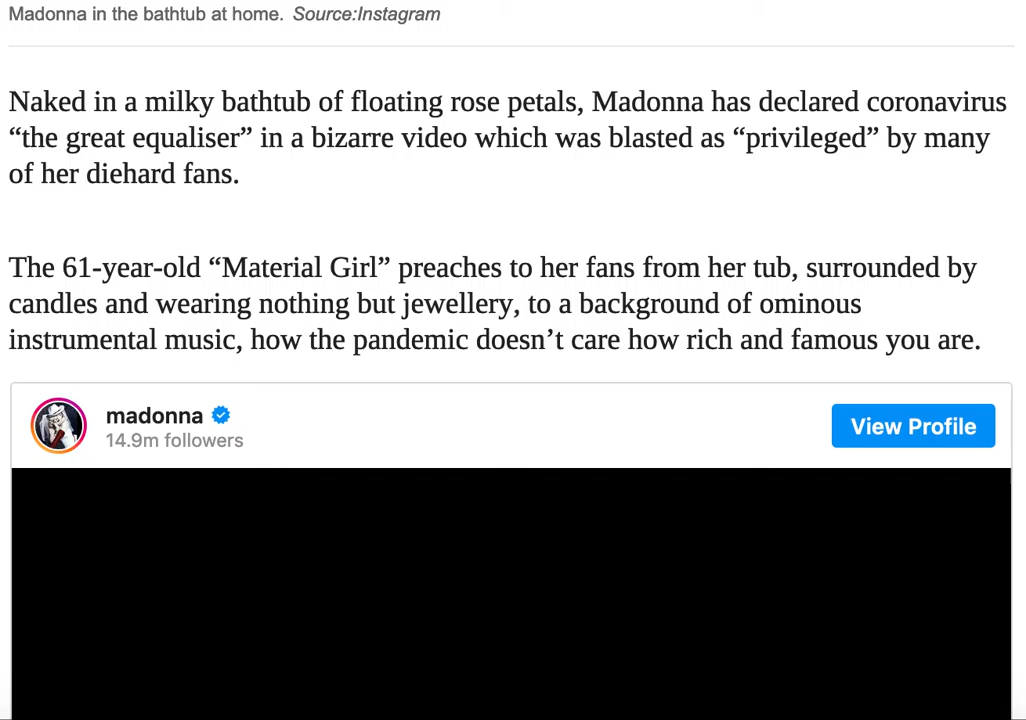 Madonna in the bathtub at home. Source:Instagram
Naked in a milky bathtub of floating rose petals, Madonna has declared coronavirus
“the great equaliser” in a bizarre video which was blasted as “privileged” by many
of her diehard fans.
The 61-year-old “Material Girl” preaches to her fans from her tub, surrounded by
candles and wearing nothing but jewellery, to a background of ominous
instrumental music, how the pandemic doesn’t care how rich and famous you are.
madonna
14.9m followers
View Profile